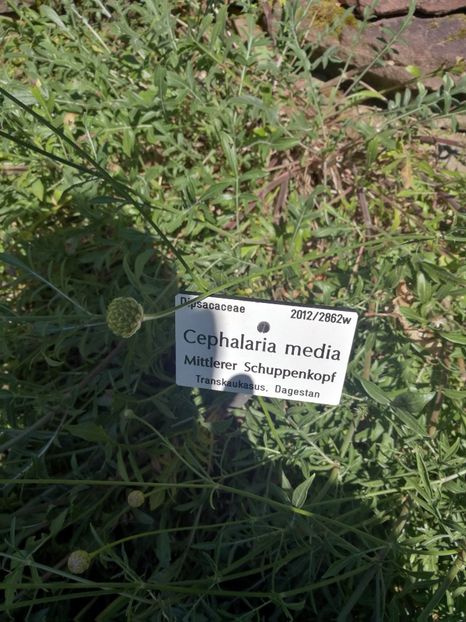 Dipsacaceae 2012/2862w
Cephalaria media
Mittlerer Schuppenkopf
Transkaukasus, Dagestan